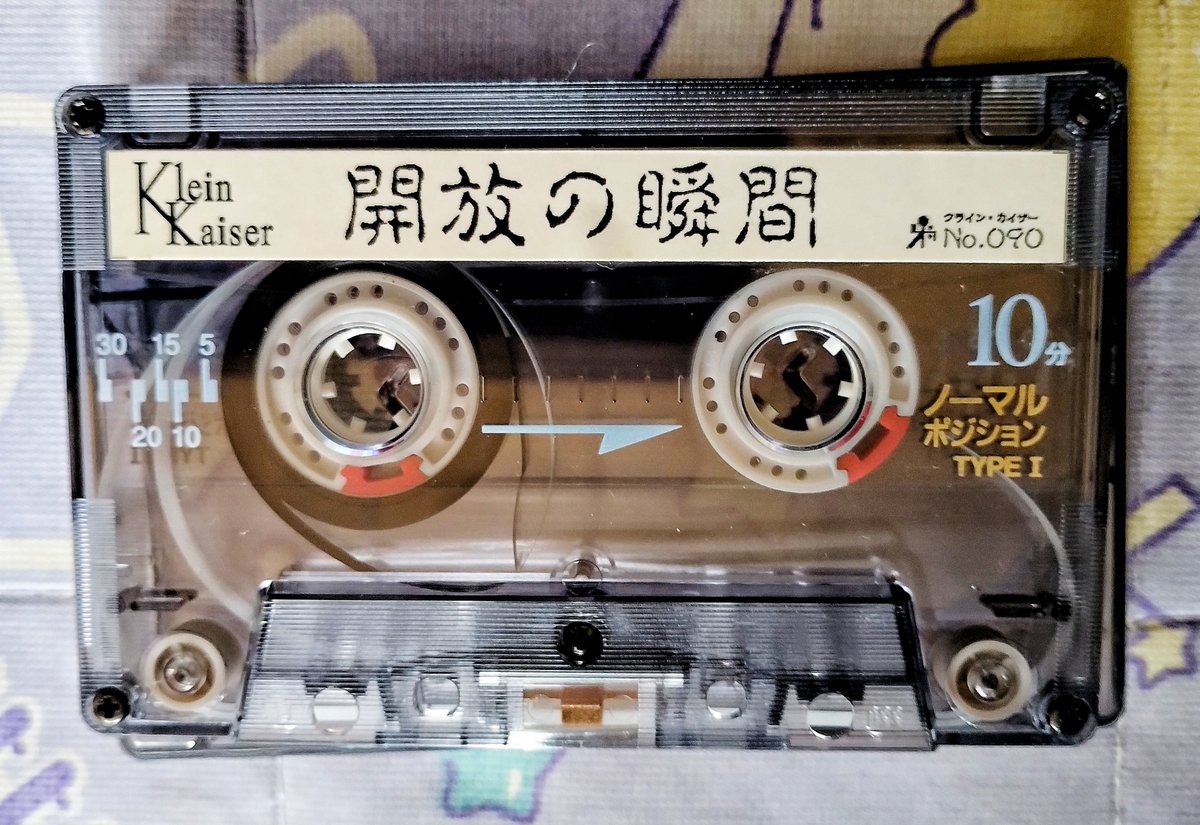 Klein
Kaiser
開放の瞬間
クライン・カイザー
No.090
30 15 5
20 10
10分
ノーマル
ポジション
TYPE I